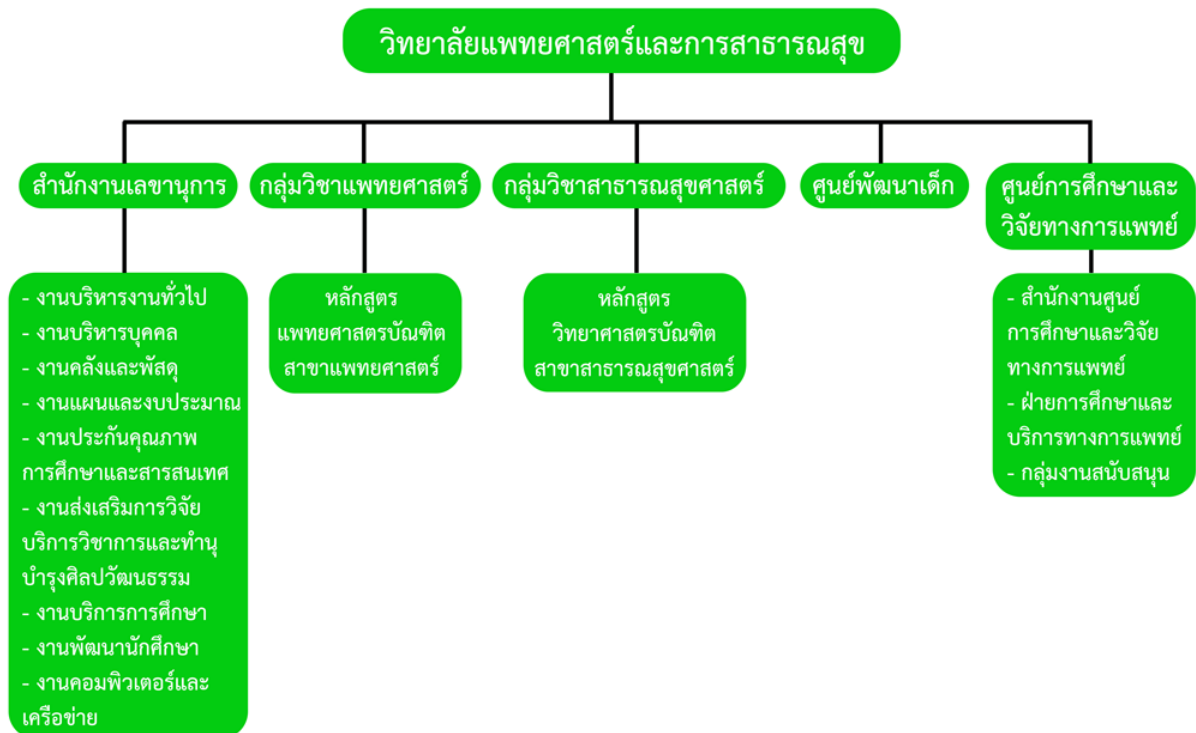 วิทยาลัยแพทยศาสตร์และการสาธารณสุข
สำนักงานเลขานุการ
กลุ่มวิชาแพทยศาสตร์
กลุ่มวิชาสาธารณสุขศาสตร์
ศูนย์พัฒนาเด็ก
ศูนย์การศึกษาและ
วิจัยทางการแพทย์
- งานบริหารงานทั่วไป
- งานบริหารบุคคล
- งานคลังและพัสดุ
- งานแผนและงบประมาณ
- งานประกันคุณภาพ
การศึกษาและสารสนเทศ
- งานส่งเสริมการวิจัย
บริการวิชาการและทำนุ
บำรุงศิลปวัฒนธรรม
- งานบริการการศึกษา
- งานพัฒนานักศึกษา
- งานคอมพิวเตอร์และ
เครือข่าย
หลักสูตร
แพทยศาสตรบัณฑิต
สาขาแพทยศาสตร์
หลักสูตร
วิทยาศาสตรบัณฑิต
สาขาสาธารณสุขศาสตร์
- สำนักงานศูนย์
การศึกษาและวิจัย
ทางการแพทย์
- ฝ่ายการศึกษาและ
บริการทางการแพทย์
- กลุ่มงานสนับสนุน